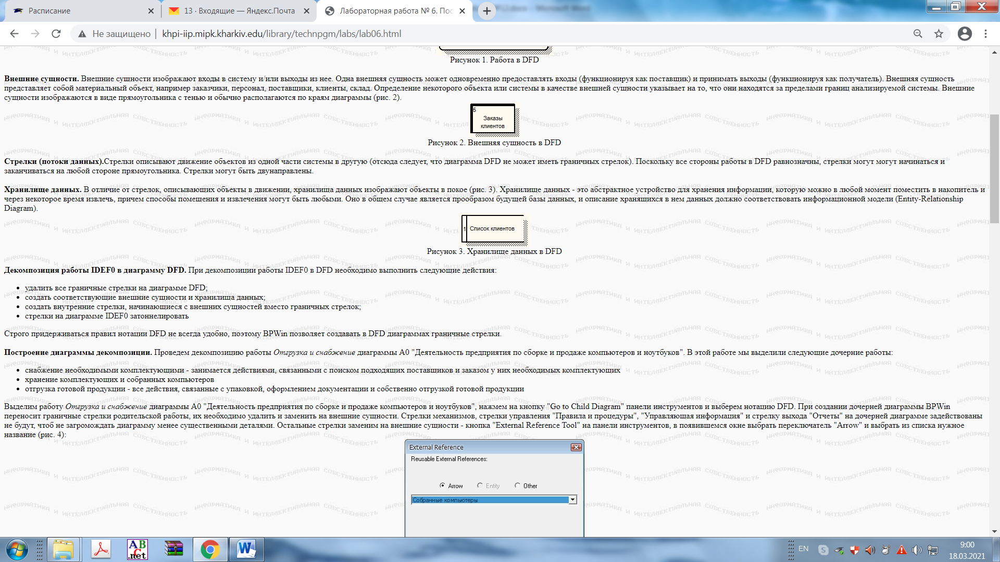 Расписание
13 · Входящие — Яндекс.Почта
Лабораторная работа № 6. Пос
Microsoft Word
Не защищено
khpi-iip.mipk.kharkiv.edu/library/technpgm/labs/lab06.html
Рисунок 1. Работа в DFD
Внешние сущности. Внешние сущности изображают входы в систему и/или выходы из нее. Одна внешняя сущность может одновременно предоставлять входы (функционируя как поставщик) и принимать выходы (функционируя как получатель). Внешняя сущность
представляет собой материальный объект, например заказчики, персонал, поставщики, клиенты, склад. Определение некоторого объекта или системы в качестве внешней сущности указывает на то, что они находятся за пределами границ анализируемой системы. Внешние
сущности изображаются в виде прямоугольника с тенью и обычно располагаются по краям диаграммы (рис. 2).
5
Заказы
клиентов
Рисунок 2. Внешняя сущность в DFD
Стрелки (потоки данных).Стрелки описывают движение объектов из одной части системы в другую (отсюда следует, что диаграмма DFD не может иметь граничных стрелок). Поскольку все стороны работы в DFD равнозначны, стрелки могут могут начинаться и
заканчиваться на любой стороне прямоугольника. Стрелки могут быть двунаправлены.
Хранилище данных. В отличие от стрелок, описывающих объекты в движении, хранилища данных изображают объекты в покое (рис. 3). Хранилище данных - это абстрактное устройство для хранения информации, которую можно в любой момент поместить в накопитель и
через некоторое время извлечь, причем способы помещения и извлечения могут быть любыми. Оно в общем случае является прообразом будущей базы данных, и описание хранящихся в нем данных должно соответствовать информационной модели (Entity-Relationship
Diagram).
1 Список клиентов
Рисунок 3. Хранилище данных в DFD
Декомпозиция работы IDEF0 в диаграмму DFD. При декомпозиции работы IDEF0 в DFD необходимо выполнить следующие действия:
• удалить все граничные стрелки на диаграмме DFD;
• создать соответствующие внешние сущности и хранилища данных;
• создать внутренние стрелки, начинающиеся с внешних сущностей вместо граничных стрелок;
• стрелки на диаграмме IDEF0 затоннелировать
Строго придерживаться правил нотации DFD не всегда удобно, поэтому BPWin позволяет создавать в DFD диаграммах граничные стрелки.
Построение диаграммы декомпозиции. Проведем декомпозицию работы Отгрузка и снабжение диаграммы А0 "Деятельность предприятия по сборке и продаже компьютеров и ноутбуков". В этой работе мы выделили следующие дочерние работы:
• снабжение необходимыми комплектующими - занимается действиями, связанными с поиском подходящих поставщиков и заказом у них необходимых комплектующих
• хранение комплектующих и собранных компьютеров
• отгрузка готовой продукции - все действия, связанные с упаковкой, оформлением документации и собственно отгрузкой готовой продукции
Выделим работу Отгрузка и снабжение диаграммы А0 "Деятельность предприятия по сборке и продаже компьютеров и ноутбуков", нажмем на кнопку "Go to Child Diagram" панели инструментов и выберем нотацию DFD. При создании дочерней диаграммы BPWin
переносит граничные стрелки родительской работы, их необходимо удалить и заменить на внешние сущности. Стрелки механизмов, стрелки управления "Правила и процедуры", "Управляющая информация" и стрелку выхода "Отчеты" на дочерней диаграмме задействованы
не будут, чтоб не загромождать диаграмму менее существенными деталями. Остальные стрелки заменим на внешние сущности - кнопка "External Reference Tool" на панели инструментов, в появившемся окне выбрать переключатель "Arrow" и выбрать из списка нужное
название (рис. 4):
External Reference
Reusable External References:
Arrow Entity Other
Собранные компьютеры
AB
C
.net
EN
9:00
18.03.2021